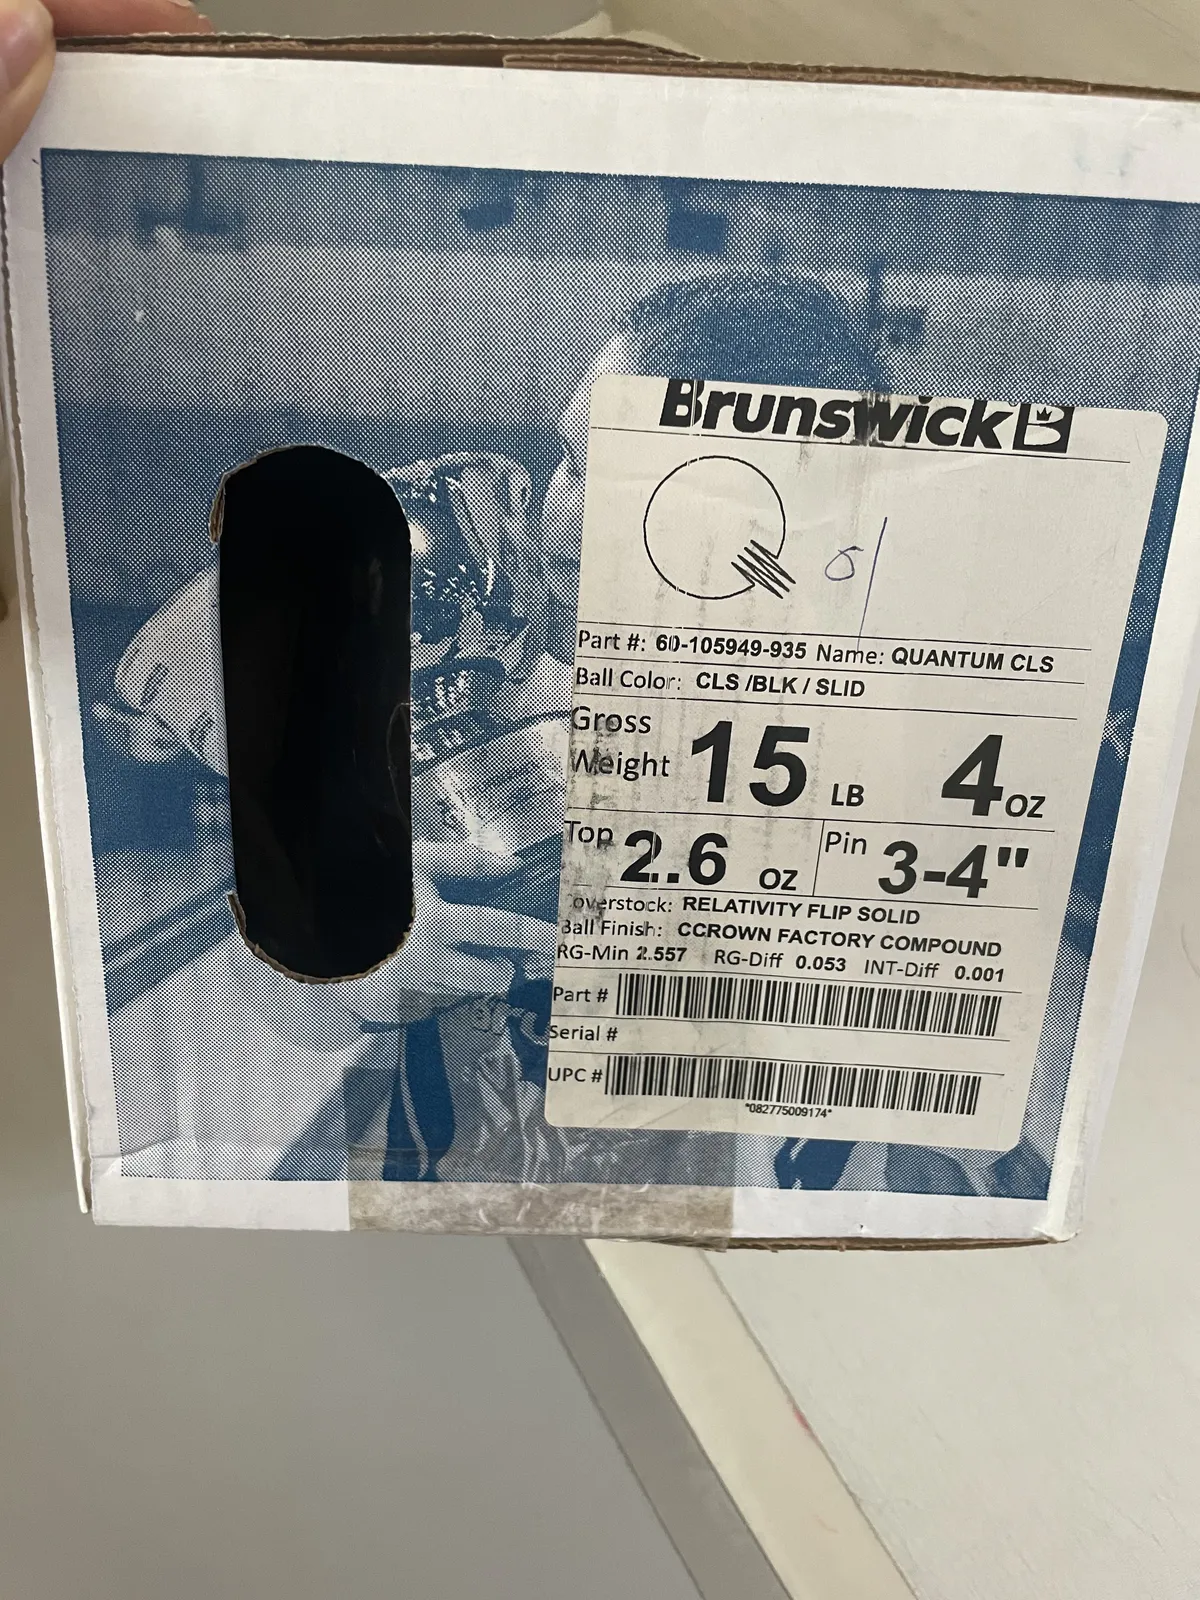 Brunswick B
Part #: 60-105949-935 Name: QUANTUM CLS
Ball Color: CLS /BLK / SLID
Gross Weight 15 LB 4 OZ
Top 2.6 OZ Pin 3-4"
overstock: RELATIVITY FLIP SOLID
Ball Finish: CCROWN FACTORY COMPOUND
RG-Min 2.557 RG-Diff 0.053 INT-Diff 0.001
Part #
Serial #
UPC #
*082775009174*